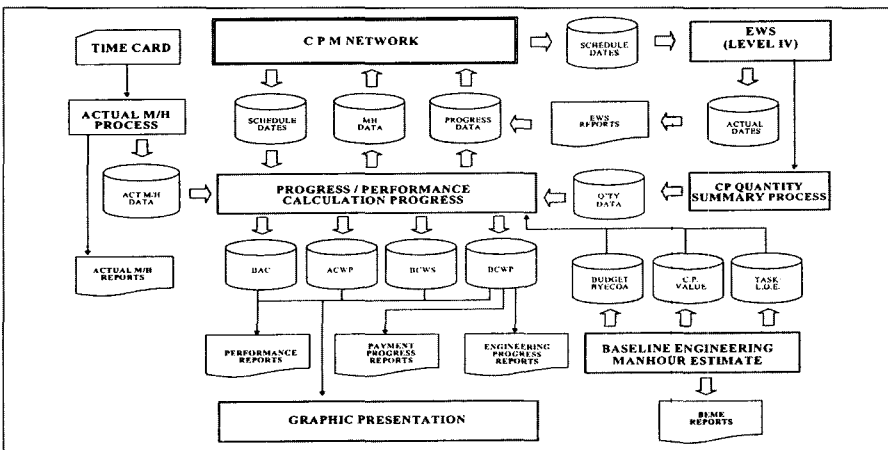 TIME CARD
C P M NETWORK
SCHEDULE
DATES
EWS
(LEVEL IV)
ACTUAL M/H
PROCESS
SCHEDULE
DATES
MH
DATA
PROGRESS
DATA
EWS
REPORTS
ACTUAL
DATES
ACT M/H
DATA
PROGRESS / PERFORMANCE
CALCULATION PROGRESS
Q'TY
DATA
CP QUANTITY
SUMMARY PROCESS
ACTUAL M/H
REPORTS
BAC
ACWP
BCWS
BCWP
BUDGET
BYECOA
C.P.
VALUE
TASK
L.O.E.
PERFORMANCE
REPORTS
PAYMENT
PROGRESS
REPORTS
ENGINEERING
PROGRESS
REPORTS
BASELINE ENGINEERING
MANHOUR ESTIMATE
GRAPHIC PRESENTATION
BEME
REPORTS